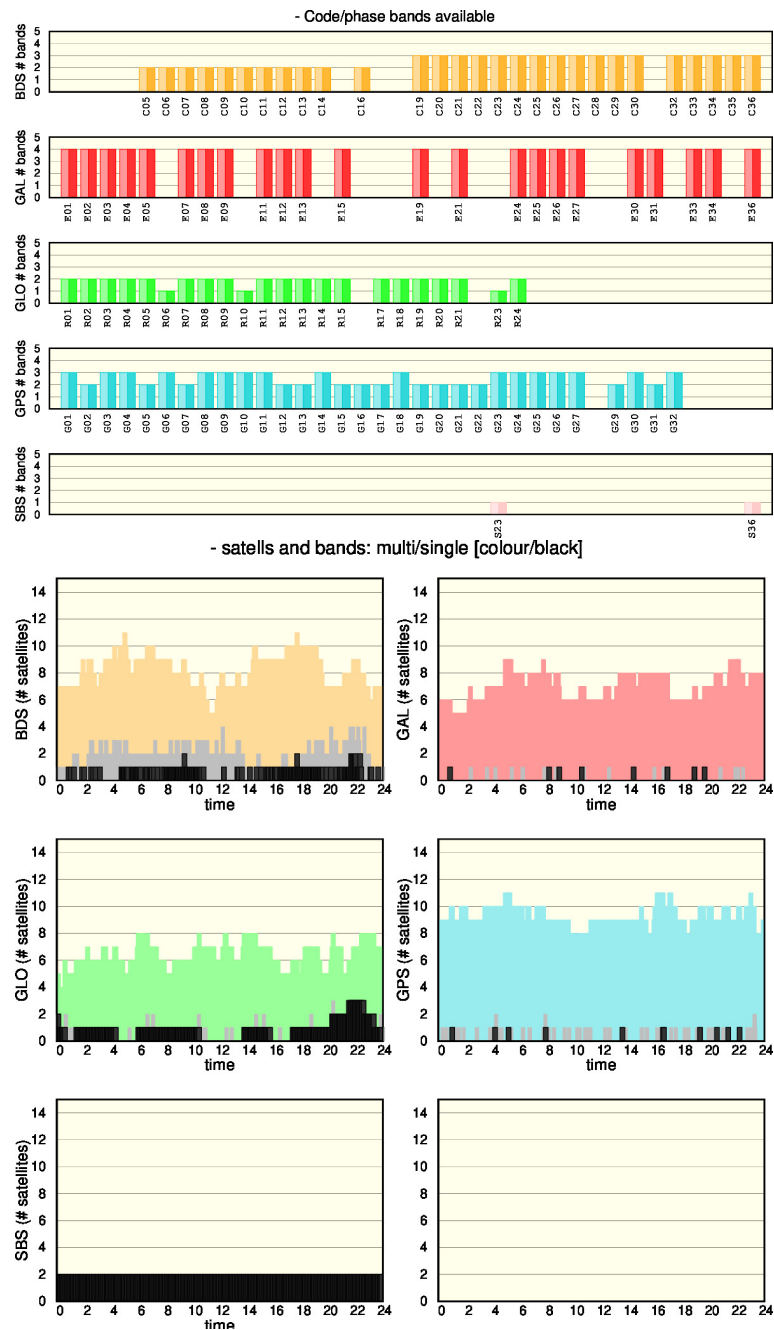 - Code/phase bands available
BDS # bands
5
4
3
2
1
0
C05 C06 C07 C08 C09 C10 C11 C12 C13 C14 C16 C19 C20 C21 C22 C23 C24 C25 C26 C27 C28 C29 C30 C32 C33 C34 C35 C36
GAL # bands
5
4
3
2
1
0
E01 E02 E03 E04 E05 E07 E08 E09 E11 E12 E13 E15 E19 E21 E24 E25 E26 E27 E30 E31 E33 E34 E36
GLO # bands
5
4
3
2
1
0
R01 R02 R03 R04 R05 R06 R07 R08 R09 R10 R11 R12 R13 R14 R15 R17 R18 R19 R20 R21 R23 R24
GPS # bands
5
4
3
2
1
0
G01 G02 G03 G04 G05 G06 G07 G08 G09 G10 G11 G12 G13 G14 G15 G16 G17 G18 G19 G20 G21 G22 G23 G24 G25 G26 G27 G29 G30 G31 G32
SBS # bands
5
4
3
2
1
0
S23 S36
- satells and bands: multi/single [colour/black]
BDS (# satellites)
14
12
10
8
6
4
2
0
0 2 4 6 8 10 12 14 16 18 20 22 24
time
GAL (# satellites)
14
12
10
8
6
4
2
0
0 2 4 6 8 10 12 14 16 18 20 22 24
time
GLO (# satellites)
14
12
10
8
6
4
2
0
0 2 4 6 8 10 12 14 16 18 20 22 24
time
GPS (# satellites)
14
12
10
8
6
4
2
0
0 2 4 6 8 10 12 14 16 18 20 22 24
time
SBS (# satellites)
14
12
10
8
6
4
2
0
0 2 4 6 8 10 12 14 16 18 20 22 24
time
14
12
10
8
6
4
2
0
0 2 4 6 8 10 12 14 16 18 20 22 24